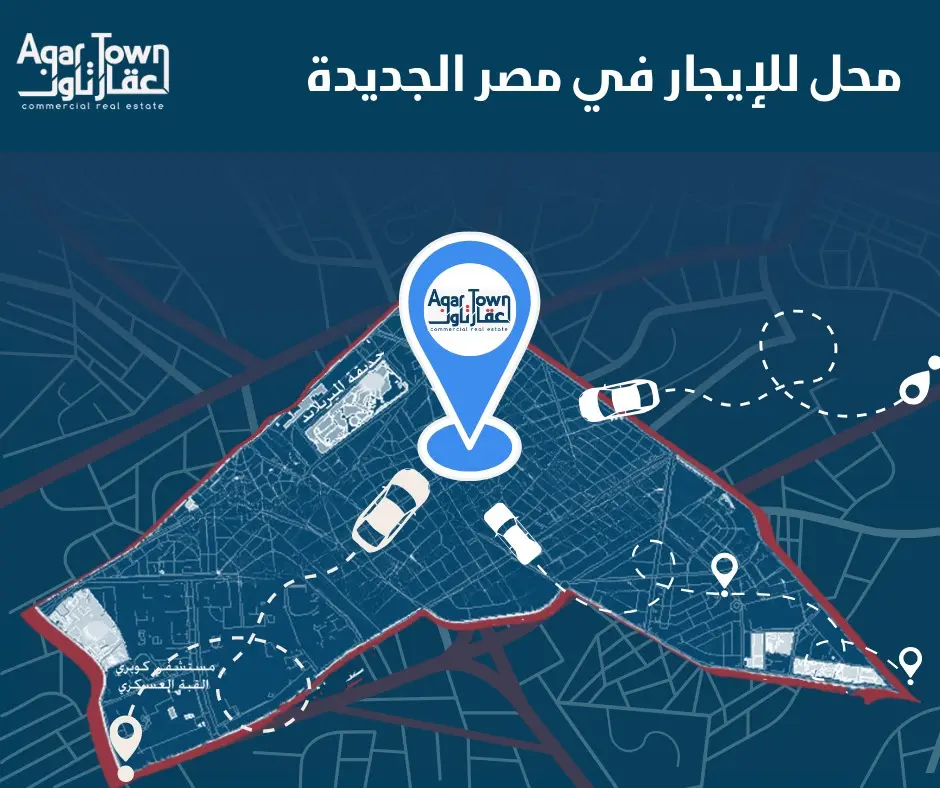 Aqar Town
عقارتاون
commercial real estate
محل للإيجار في مصر الجديدة
Aqar Town
عقارتاون
commercial real estate
حديقة الميريلاند
مستشفى كوبري
القبة العسكري